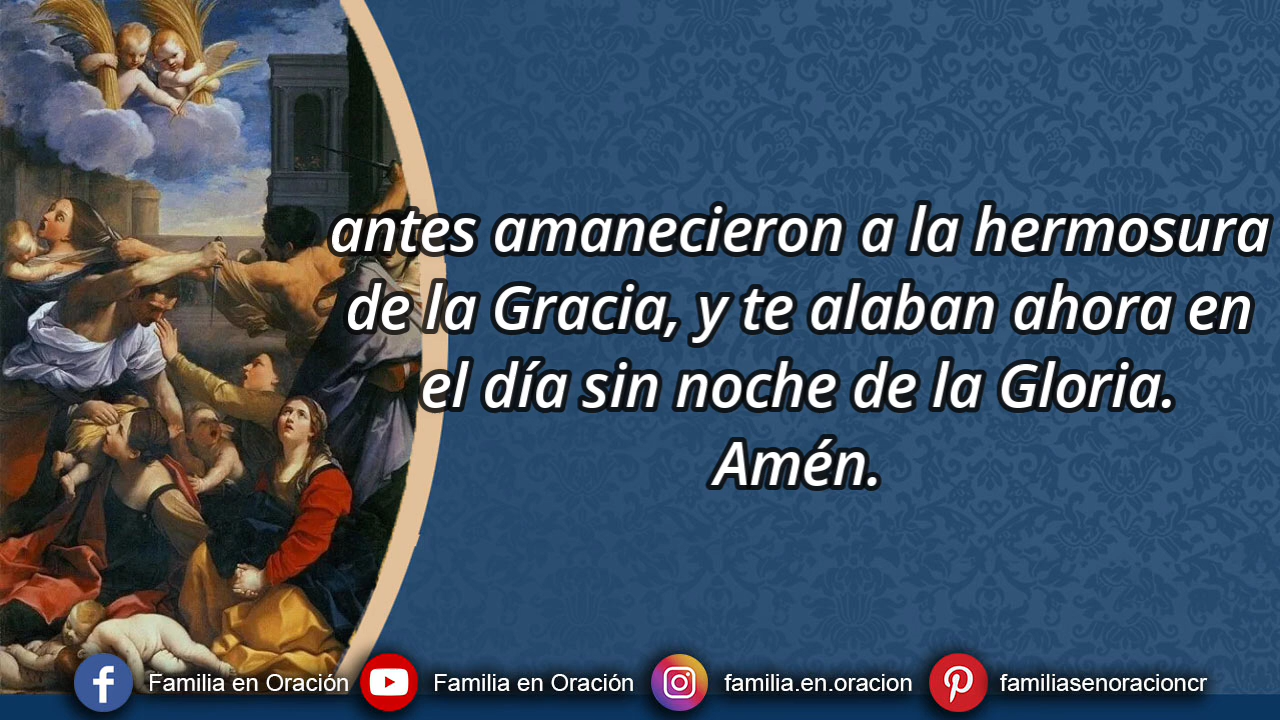 antes amanecieron a la hermosura
de la Gracia, y te alaban ahora en
el día sin noche de la Gloria.
Amén.
Familia en Oración Familia en Oración familia.en.oracion familiasenoracioncr